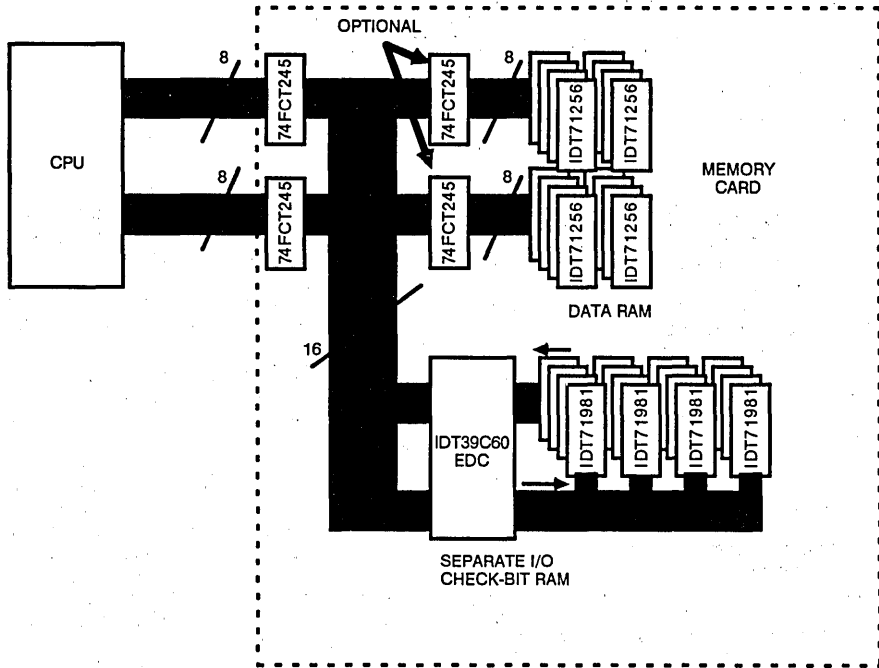 OPTIONAL
8
8
CPU
74FCT245
74FCT245
IDT71256
IDT71256
MEMORY
CARD
8
8
74FCT245
74FCT245
IDT71256
IDT71256
DATA RAM
16
IDT39C60
EDC
IDT71981
IDT71981
IDT71981
IDT71981
SEPARATE I/O
CHECK-BIT RAM